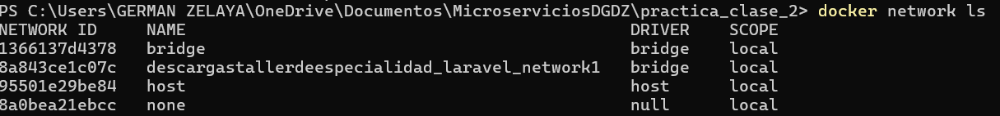 PS C:\Users\GERMAN ZELAYA\OneDrive\Documentos\MicroserviciosDGDZ\practica_clase_2> docker network ls
NETWORK ID     NAME                                           DRIVER    SCOPE
1366137d4378   bridge                                         bridge    local
8a843ce1c07c   descargastallerdeespecialidad_laravel_network1   bridge    local
95501e29be84   host                                           host      local
8a0bea21ebcc   none                                           null      local